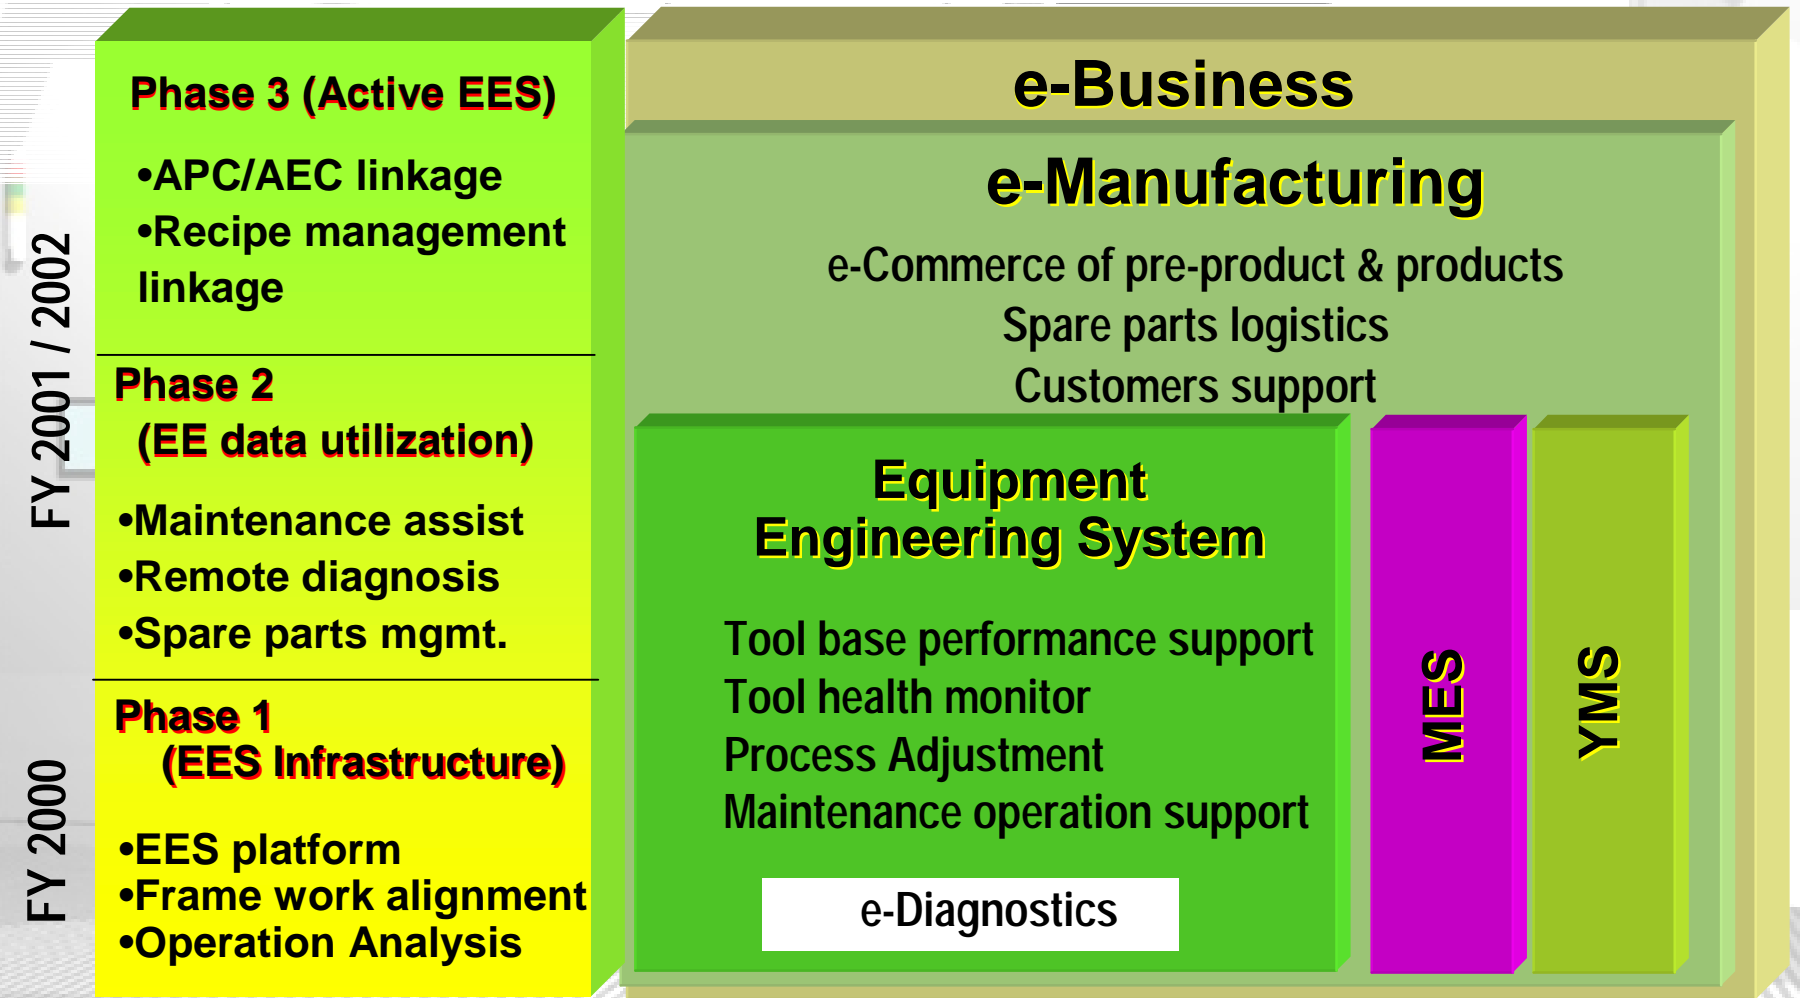 FY 2001 / 2002
FY 2000
Phase 3 (Active EES)
•APC/AEC linkage
•Recipe management
linkage
Phase 2
(EE data utilization)
•Maintenance assist
•Remote diagnosis
•Spare parts mgmt.
Phase 1
(EES Infrastructure)
•EES platform
•Frame work alignment
•Operation Analysis
e-Business
e-Manufacturing
e-Commerce of pre-product & products
Spare parts logistics
Customers support
Equipment
Engineering System
Tool base performance support
Tool health monitor
Process Adjustment
Maintenance operation support
e-Diagnostics
MES
YMS